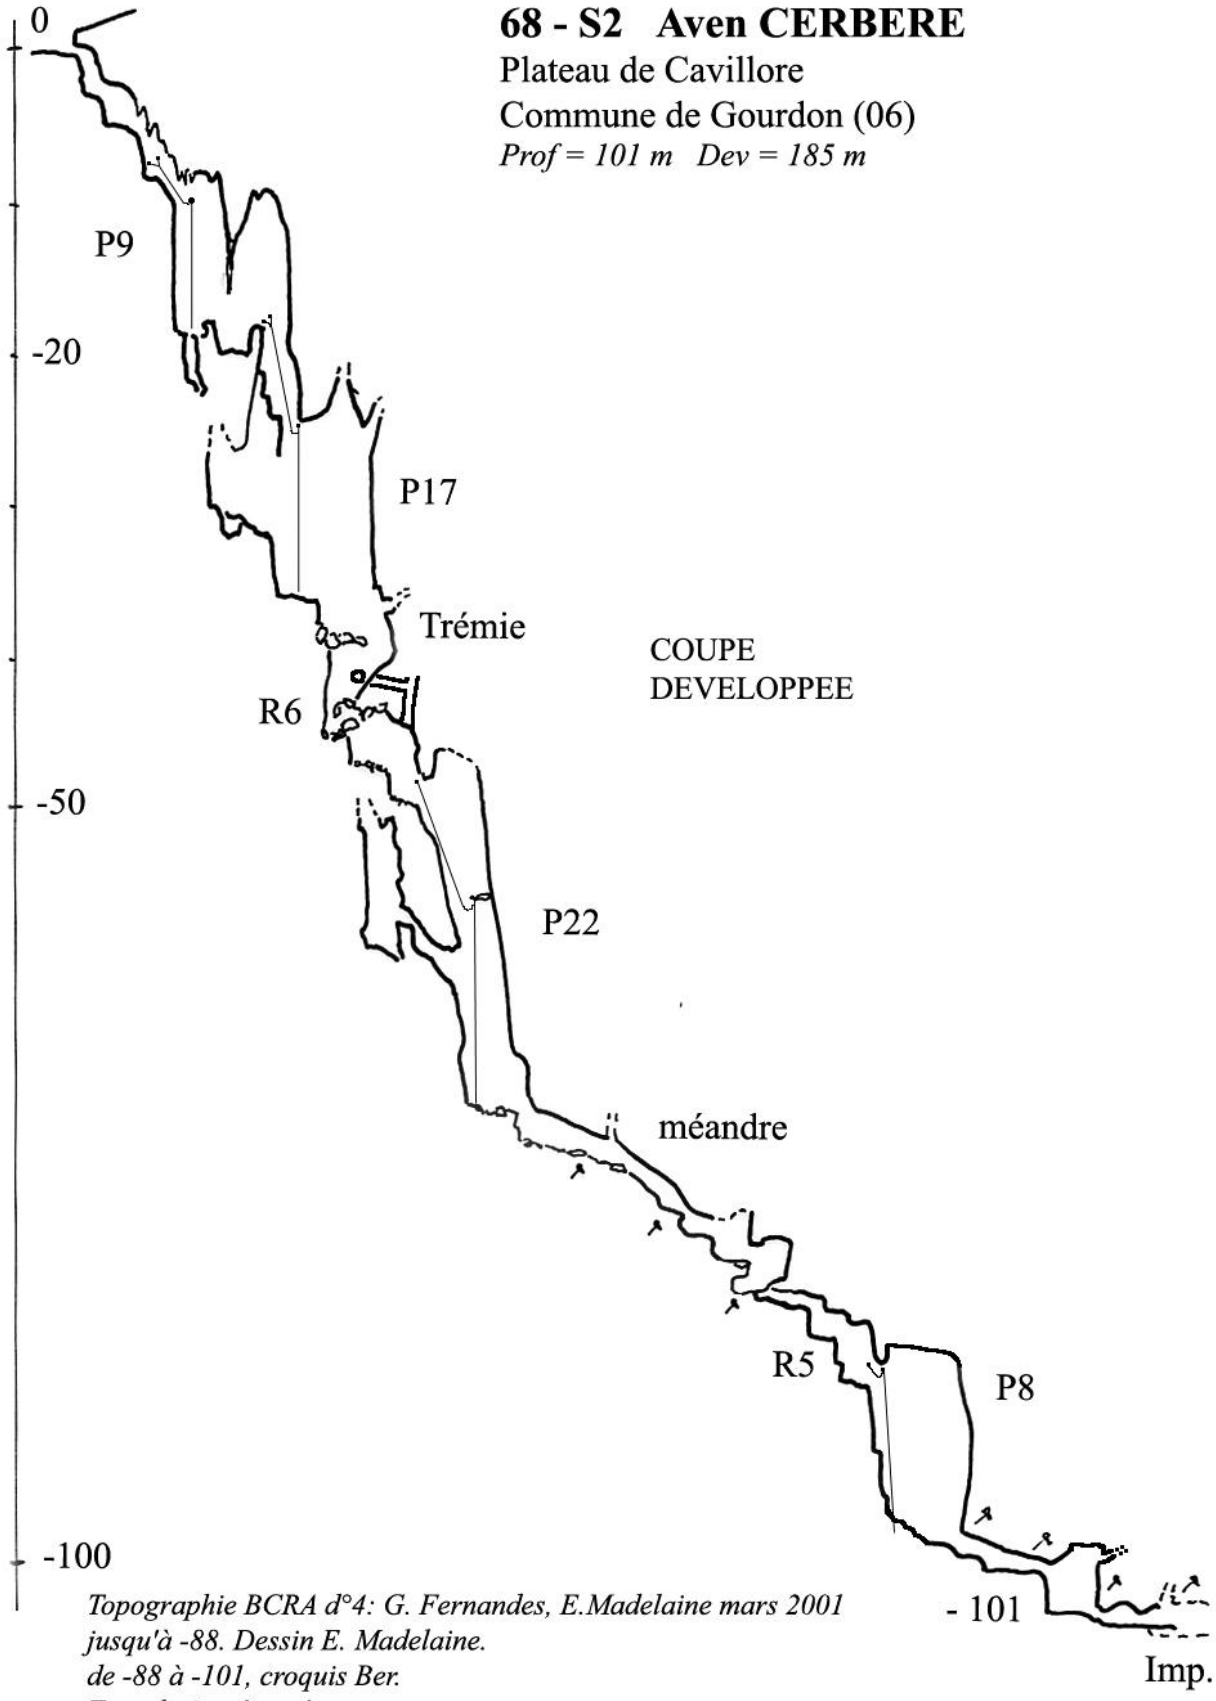 0
68 - S2 Aven CERBERE
Plateau de Cavillore
Commune de Gourdon (06)
Prof = 101 m Dev = 185 m
P9
-20
P17
Trémie
COUPE
DEVELOPPEE
R6
-50
P22
méandre
R5
P8
-100
Topographie BCRA d°4: G. Fernandes, E.Madelaine mars 2001
jusqu'à -88. Dessin E. Madelaine.
de -88 à -101, croquis Ber.
- 101
Imp.